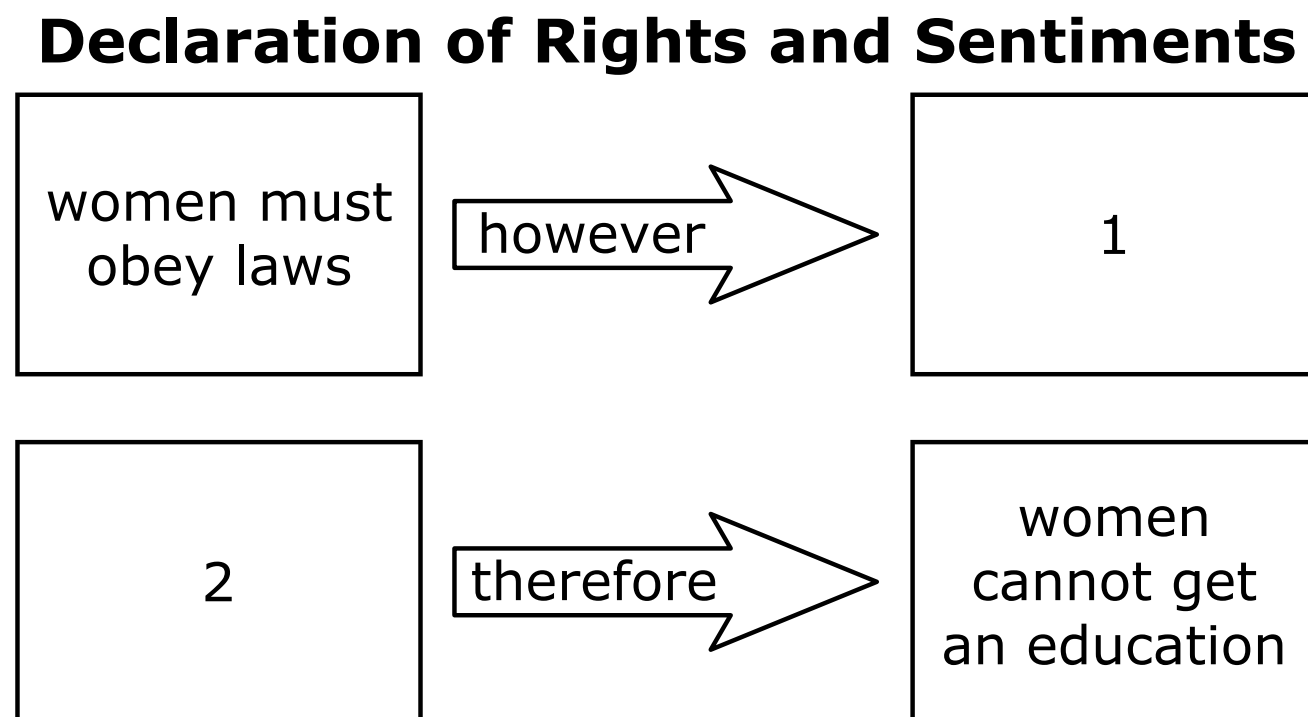 Declaration of Rights and Sentiments
women must
obey laws
however
1
2
therefore
women
cannot get
an education